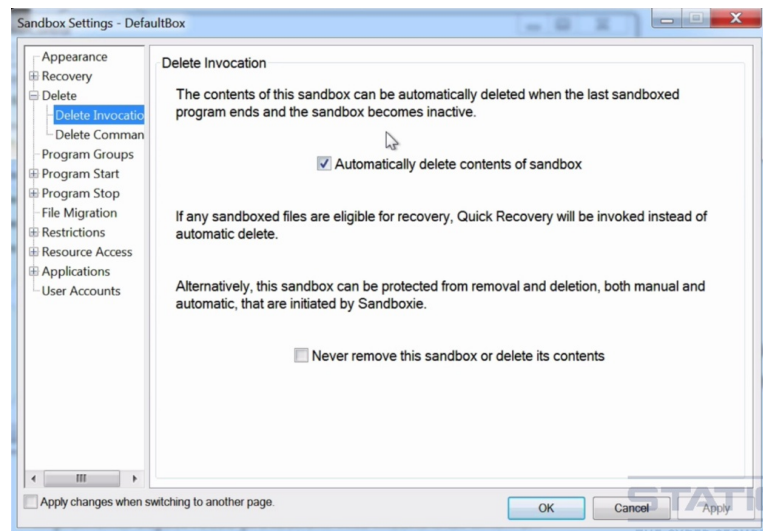 Sandbox Settings - DefaultBox
Appearance
Recovery
Delete
Delete Invocatio
Delete Comman
Program Groups
Program Start
Program Stop
File Migration
Restrictions
Resource Access
Applications
User Accounts
Delete Invocation
The contents of this sandbox can be automatically deleted when the last sandboxed
program ends and the sandbox becomes inactive.
Automatically delete contents of sandbox
If any sandboxed files are eligible for recovery, Quick Recovery will be invoked instead of
automatic delete.
Alternatively, this sandbox can be protected from removal and deletion, both manual and
automatic, that are initiated by Sandboxie.
Never remove this sandbox or delete its contents
Apply changes when switching to another page.
OK
Cancel
Apply